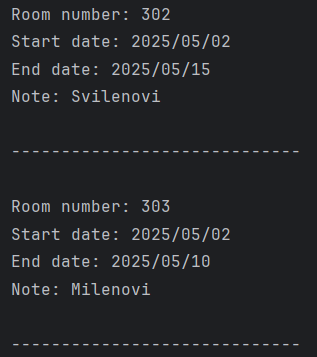 Room number: 302
Start date: 2025/05/02
End date: 2025/05/15
Note: Svilenovi
-----------------------------
Room number: 303
Start date: 2025/05/02
End date: 2025/05/10
Note: Milenovi
-----------------------------